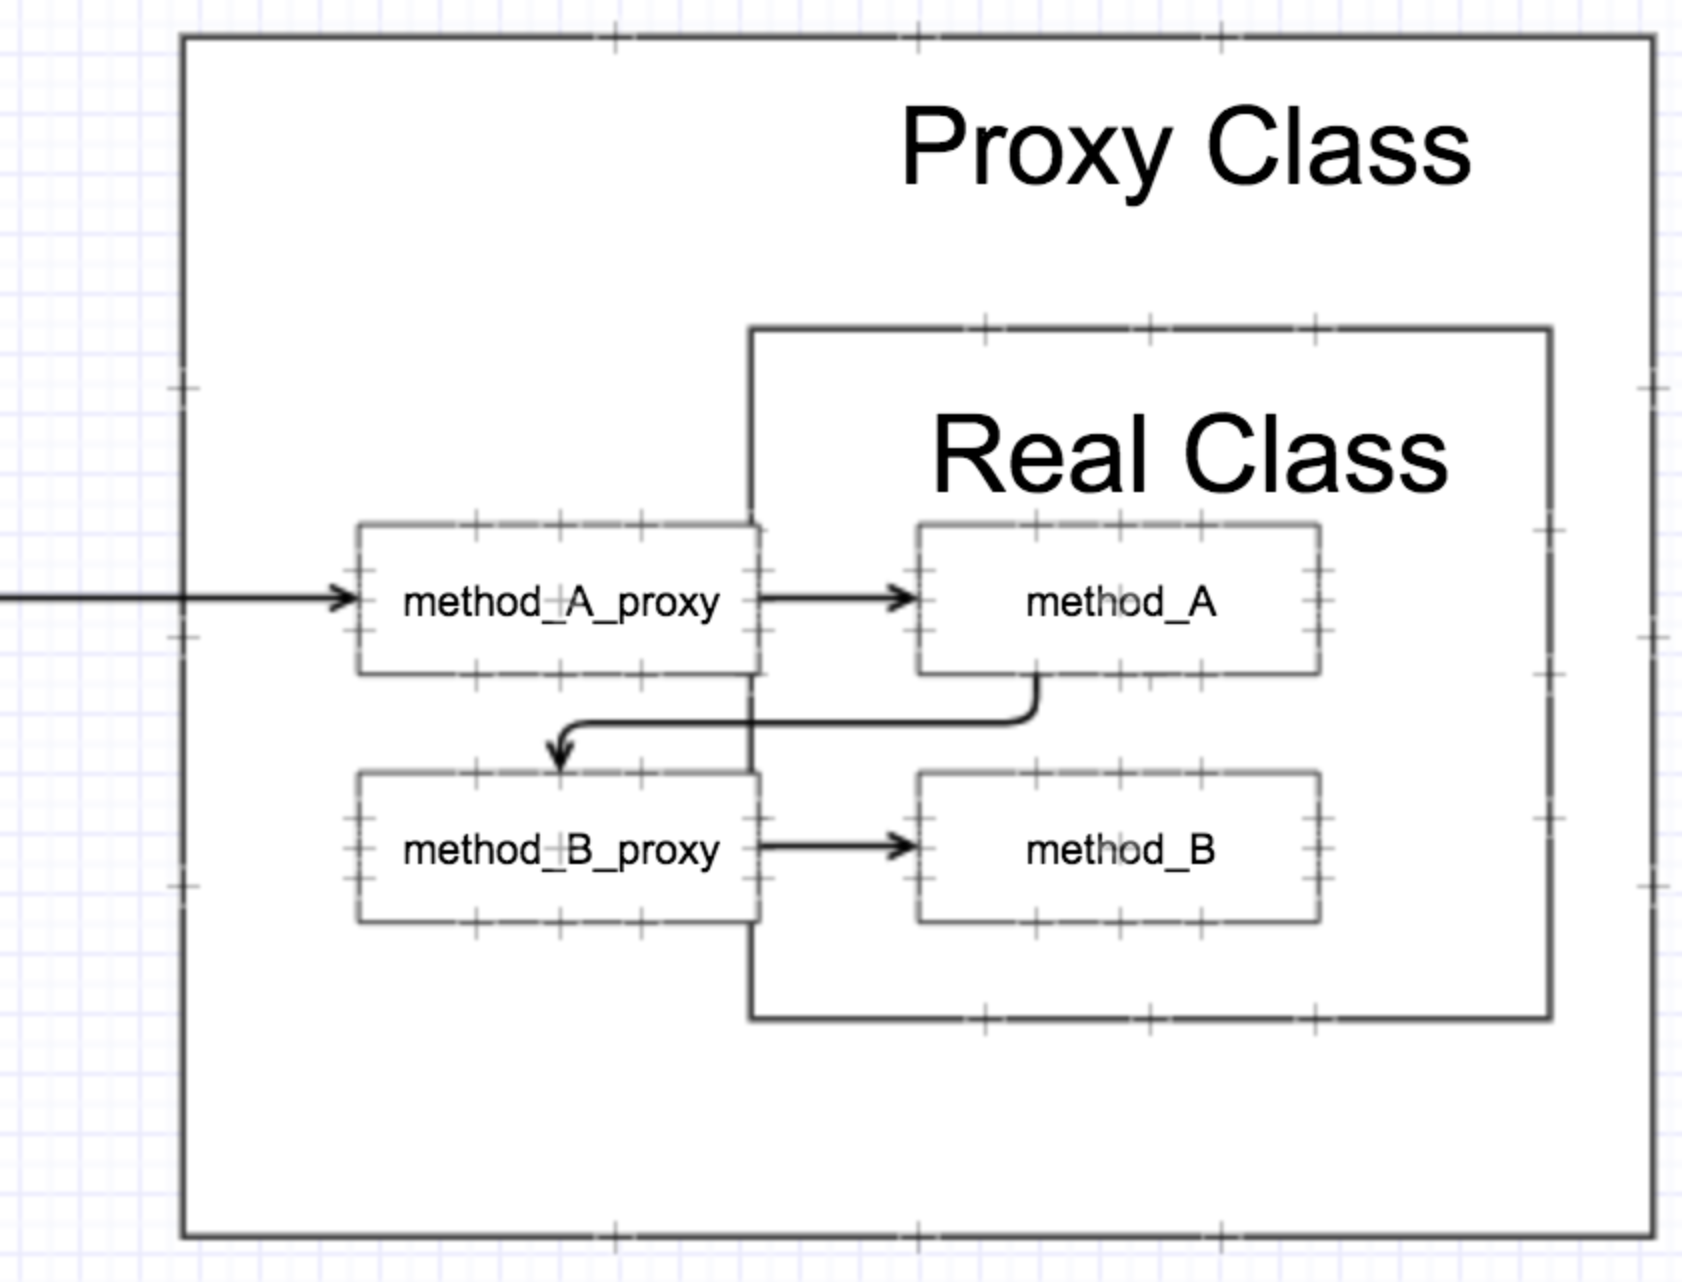 Proxy Class
Real Class
method_A_proxy
method_A
method_B_proxy
method_B